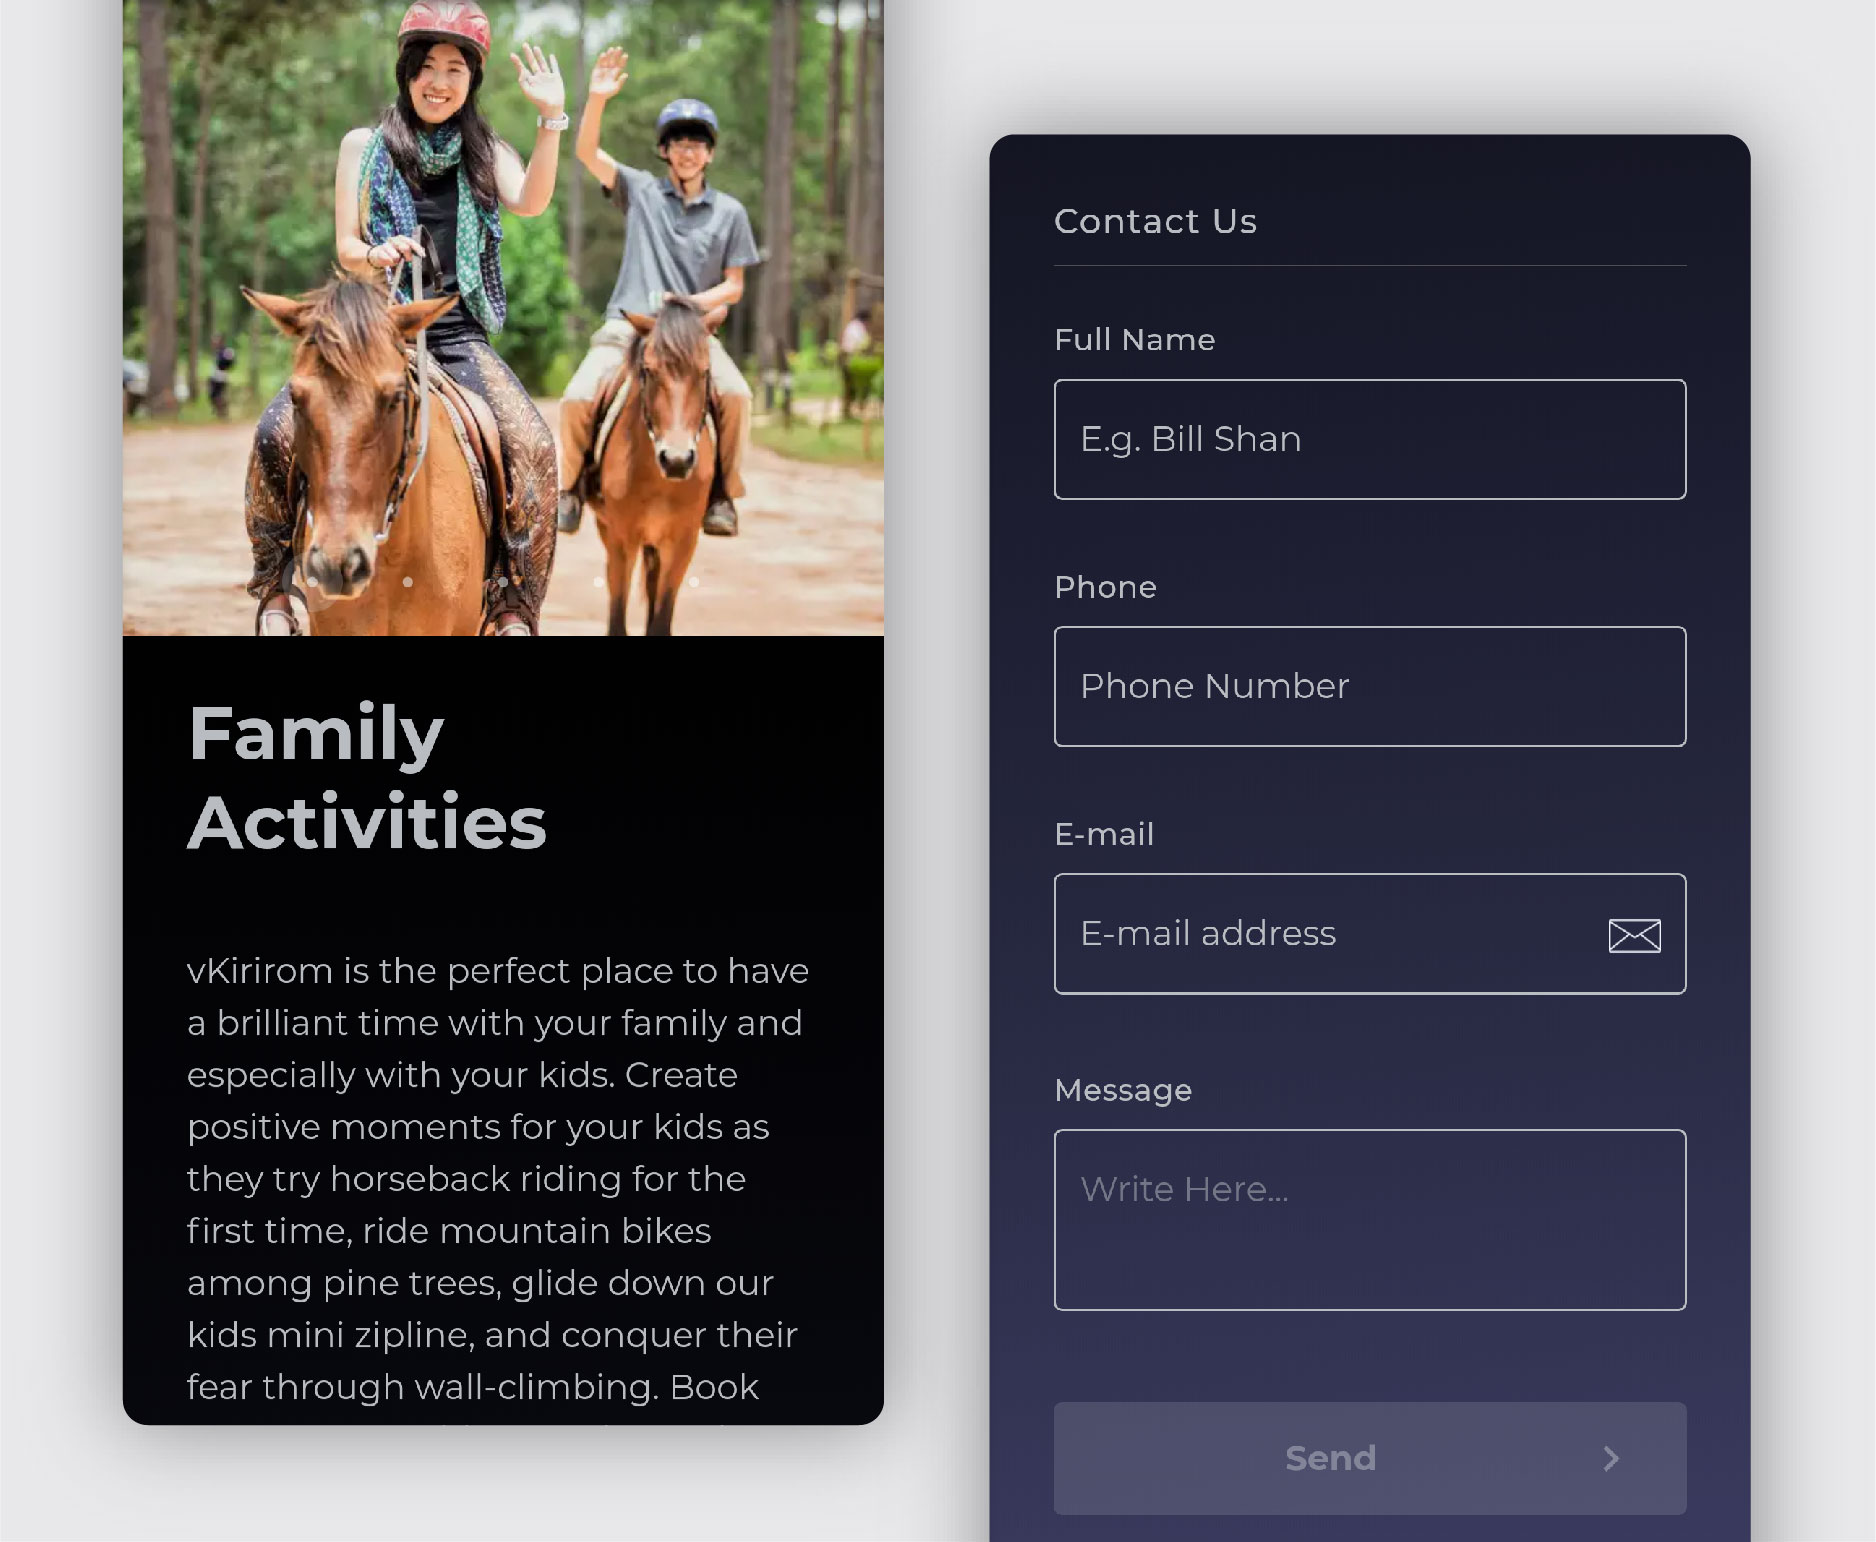 Family
Activities
vKirirom is the perfect place to have
a brilliant time with your family and
especially with your kids. Create
positive moments for your kids as
they try horseback riding for the
first time, ride mountain bikes
among pine trees, glide down our
kids mini zipline, and conquer their
fear through wall-climbing. Book
Contact Us
Full Name
E.g. Bill Shan
Phone
Phone Number
E-mail
E-mail address
Message
Write Here...
Send